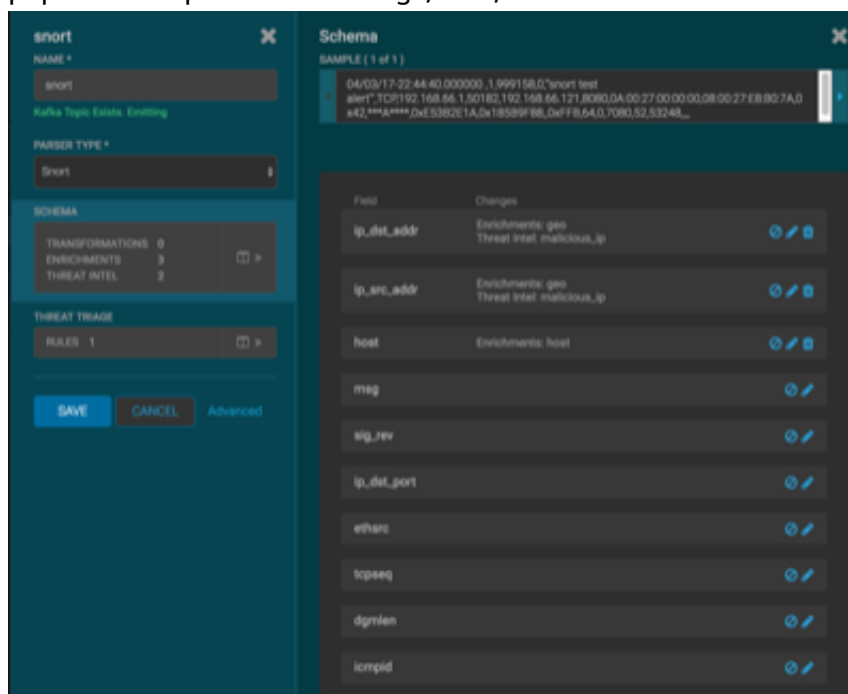 snort
NAME *
snort
Kafka Topic Exists. Emitting
PARSER TYPE *
Snort
SCHEMA
TRANSFORMATIONS 0
ENRICHMENTS 3
THREAT INTEL 2
THREAT TRIAGE
RULES 1
SAVE CANCEL Advanced
Schema
SAMPLE ( 1 of 1 )
04/03/17-22:44:40.000000 ,1,999158,0,"snort test
alert",TCP,192.168.66.1,50182,192.168.66.121,8080,0A:00:27:00:00:00,08:00:27:E8:B0:7A,0
x42,***A****,0xE53B2E1A,0x1B5B9FBB,,0xFFB,64,0,7080,52,53248,,,,
Field Changes
ip_dst_addr
Enrichments: geo
Threat Intel: malicious_ip
ip_src_addr
Enrichments: geo
Threat Intel: malicious_ip
host Enrichments: host
msg
sig_rev
ip_dst_port
ethsrc
tcpseq
dgmlen
icmpid